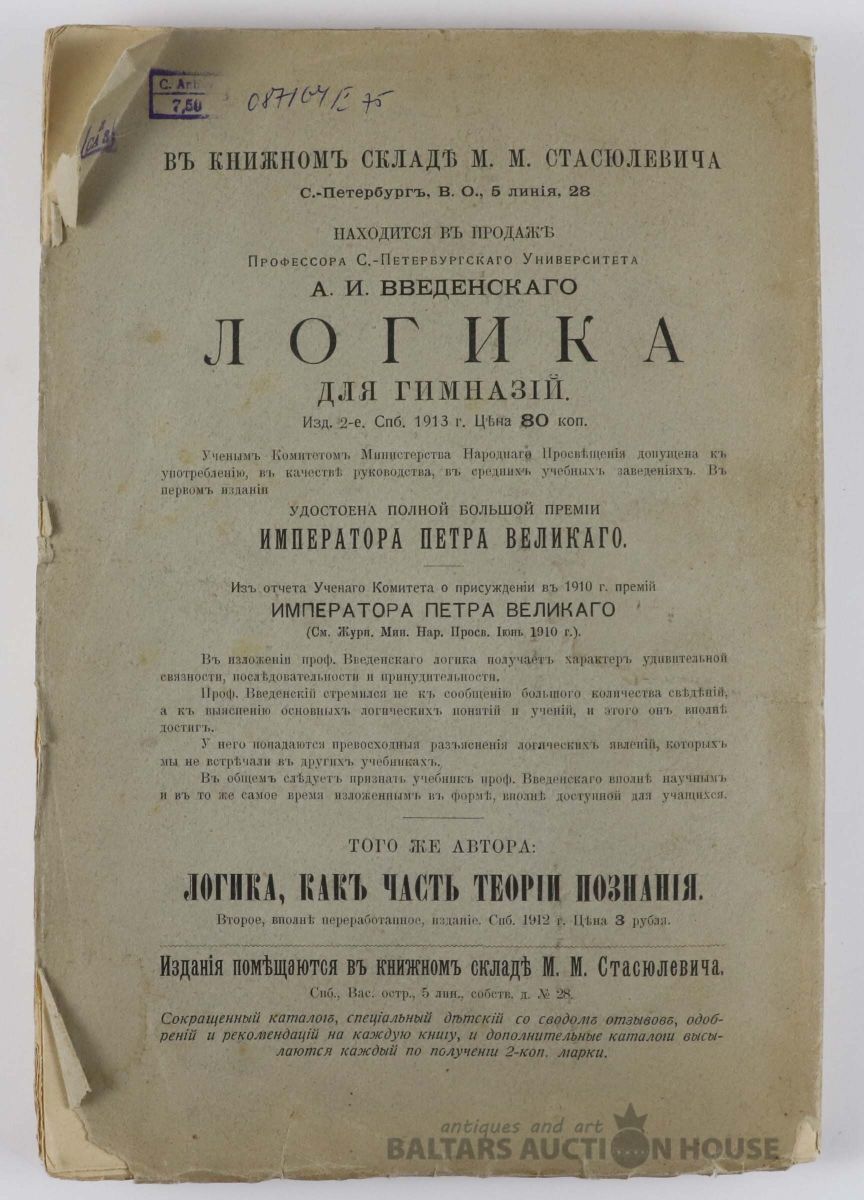 7,50
087104
75
ВЪ КНИЖНОМЪ СКЛАДѢ М. М. СТАСЮЛЕВИЧА
С.-Петербургъ, В. О., 5 линія, 28
НАХОДИТСЯ ВЪ ПРОДАЖѢ
Профессора С.-Петербургскаго Университета
А. И. ВВЕДЕНСКАГО
ЛОГИКА
ДЛЯ ГИМНАЗІЙ.
Изд. 2-е. Спб. 1913 г. Цѣна 80 коп.
Ученымъ Комитетомъ Министерства Народнаго Просвѣщенія допущена къ
употребленію, въ качествѣ руководства, въ среднихъ учебныхъ заведеніяхъ. Въ
первомъ изданіи
УДОСТОЕНА ПОЛНОЙ БОЛЬШОЙ ПРЕМІИ
ИМПЕРАТОРА ПЕТРА ВЕЛИКАГО.
Изъ отчета Ученаго Комитета о присужденіи въ 1910 г. премій
ИМПЕРАТОРА ПЕТРА ВЕЛИКАГО
(См. Журн. Мин. Нар. Просв. Іюнь 1910 г.).
Въ изложеніи проф. Введенскаго логика получаетъ характеръ удивительной
связности, послѣдовательности и принудительности.
Проф. Введенскій стремился не къ сообщенію большого количества свѣдѣній,
а къ выясненію основныхъ логическихъ понятій и ученій, и этого онъ вполнѣ
достигъ.
У него попадаются превосходныя разъясненія логическихъ явленій, которыхъ
мы не встрѣчали въ другихъ учебникахъ.
Въ общемъ слѣдуетъ признать учебникъ проф. Введенскаго вполнѣ научнымъ
и въ то же самое время изложеннымъ въ формѣ, вполнѣ доступной для учащихся.
ТОГО ЖЕ АВТОРА:
ЛОГИКА, КАКЪ ЧАСТЬ ТЕОРІИ ПОЗНАНІЯ.
Второе, вполнѣ переработанное, изданіе. Спб. 1912 г. Цѣна 3 рубля.
Изданія помѣщаются въ книжномъ складѣ М. М. Стасюлевича.
Спб., Вас. остр., 5 лин., собств. д. № 28.
Сокращенный каталогъ, спеціальный дѣтскій со сводомъ отзывовъ, одоб-
реній и рекомендацій на каждую книгу, и дополнительные каталоги высы-
лаются каждый по полученіи 2-коп. марки.
antiques and art
BALTARS AUCTION HOUSE